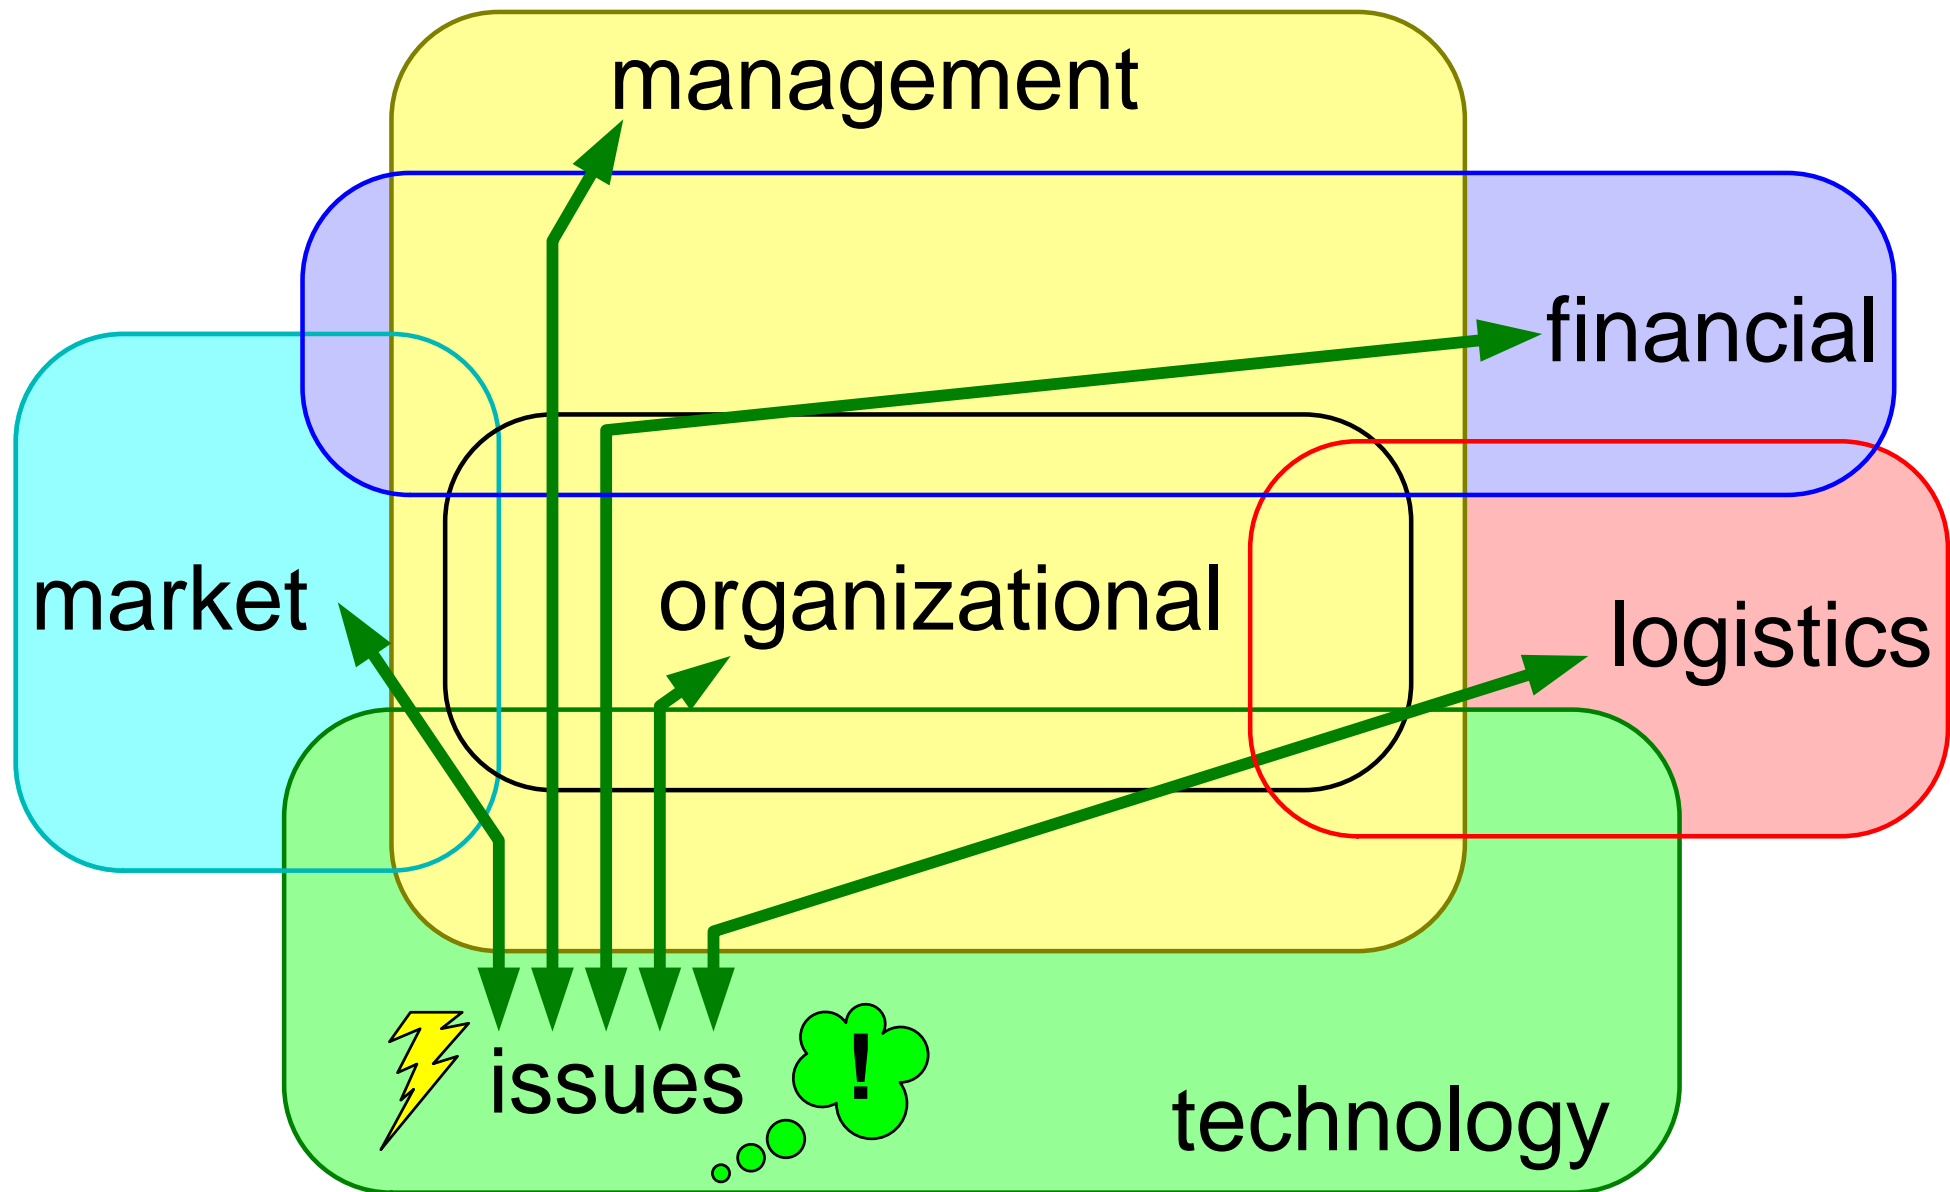 management
financial
market
organizational
logistics
issues
!
technology